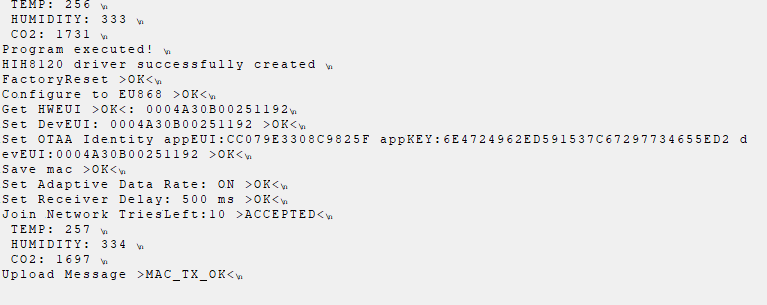 TEMP: 256 \n
HUMIDITY: 333 \n
CO2: 1731 \n
Program executed! \n
HIH8120 driver successfully created \n
FactoryReset >OK<\n
Configure to EU868 >OK<\n
Get HWEUI >OK<: 0004A30B00251192\n
Set DevEUI: 0004A30B00251192 >OK<\n
Set OTAA Identity appEUI:CC079E3308C9825F appKEY:6E4724962ED591537C67297734655ED2 d
evEUI:0004A30B00251192 >OK<\n
Save mac >OK<\n
Set Adaptive Data Rate: ON >OK<\n
Set Receiver Delay: 500 ms >OK<\n
Join Network TriesLeft:10 >ACCEPTED<\n
TEMP: 257 \n
HUMIDITY: 334 \n
CO2: 1697 \n
Upload Message >MAC_TX_OK<\n